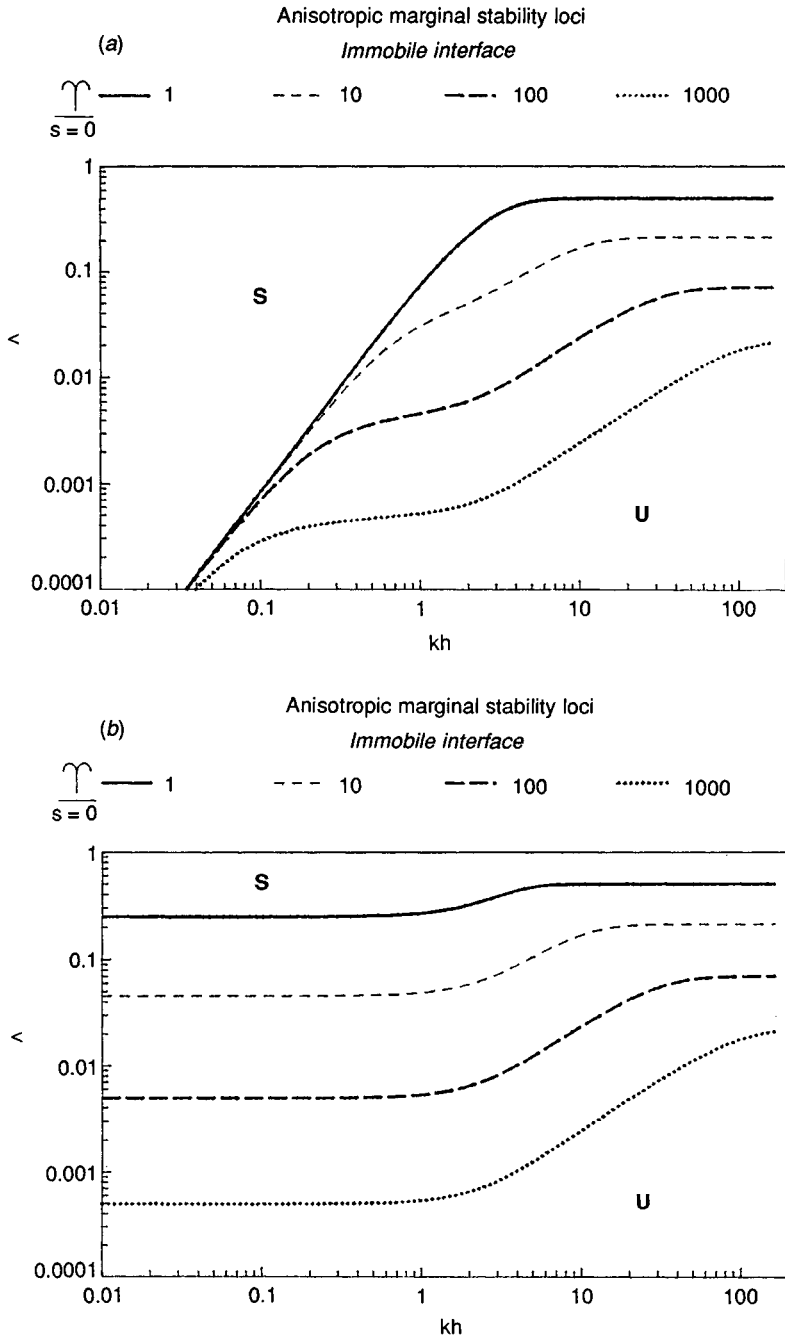 Anisotropic marginal stability loci
(a)
Immobile interface
ϒ
s = 0
1 10 100 1000
1
0.1
0.01
0.001
0.0001
S
U
Λ
0.01 0.1 1 10 100
kh
Anisotropic marginal stability loci
(b)
Immobile interface
ϒ
s = 0
1 10 100 1000
1
0.1
0.01
0.001
0.0001
S
U
Λ
0.01 0.1 1 10 100
kh